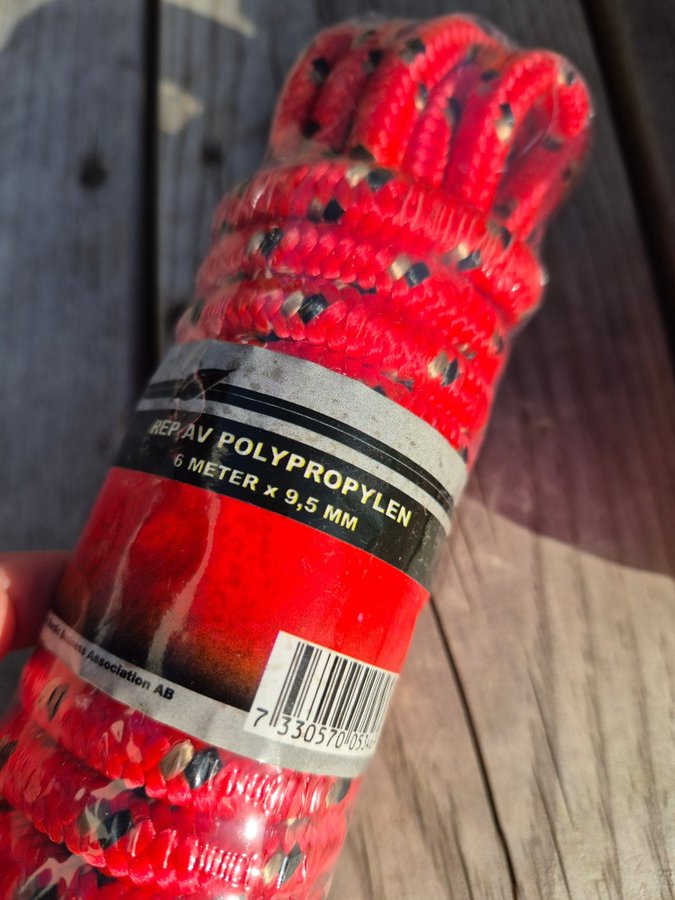 REP AV POLYPROPYLEN
6 METER x 9,5 MM
Business Association AB
7 330570 053